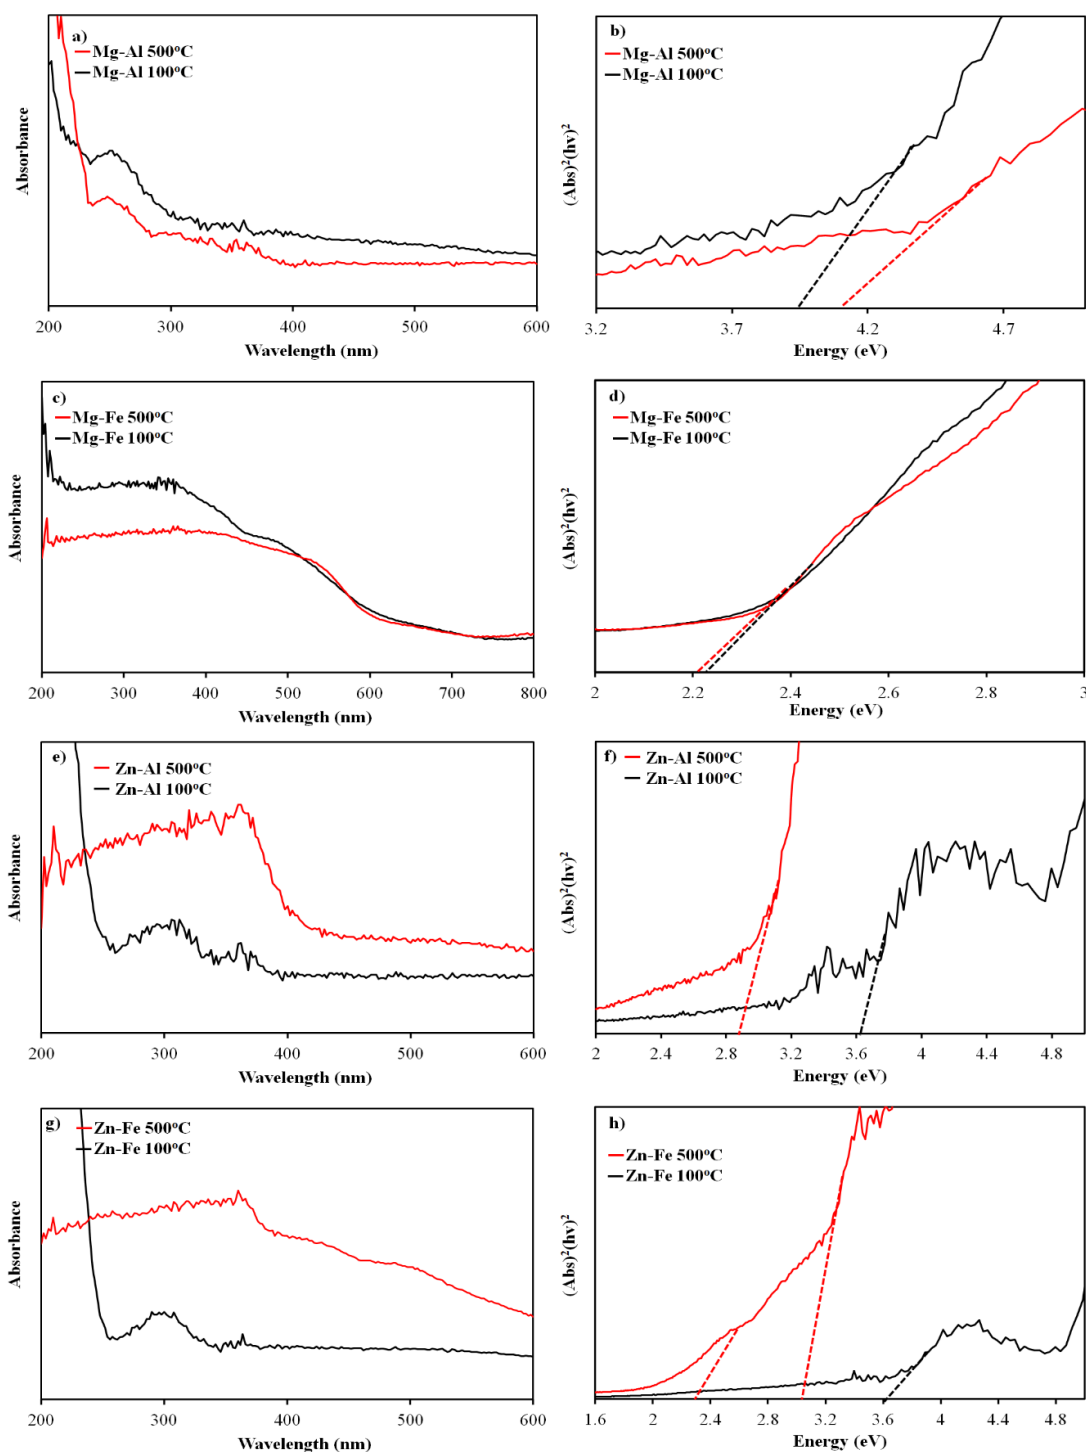 a)
Mg-Al 500°C
Mg-Al 100°C
Absorbance
200 300 400 500 600
Wavelength (nm)
b)
Mg-Al 500°C
Mg-Al 100°C
(Abs)²(hv)²
3.2 3.7 4.2 4.7
Energy (eV)
c)
Mg-Fe 500°C
Mg-Fe 100°C
Absorbance
200 300 400 500 600 700 800
Wavelength (nm)
d)
Mg-Fe 500°C
Mg-Fe 100°C
(Abs)²(hv)²
2 2.2 2.4 2.6 2.8 3
Energy (eV)
e)
Zn-Al 500°C
Zn-Al 100°C
Absorbance
200 300 400 500 600
Wavelength (nm)
f)
Zn-Al 500°C
Zn-Al 100°C
(Abs)²(hv)²
2 2.4 2.8 3.2 3.6 4 4.4 4.8
Energy (eV)
g)
Zn-Fe 500°C
Zn-Fe 100°C
Absorbance
200 300 400 500 600
Wavelength (nm)
h)
Zn-Fe 500°C
Zn-Fe 100°C
(Abs)²(hv)²
1.6 2 2.4 2.8 3.2 3.6 4 4.4 4.8
Energy (eV)